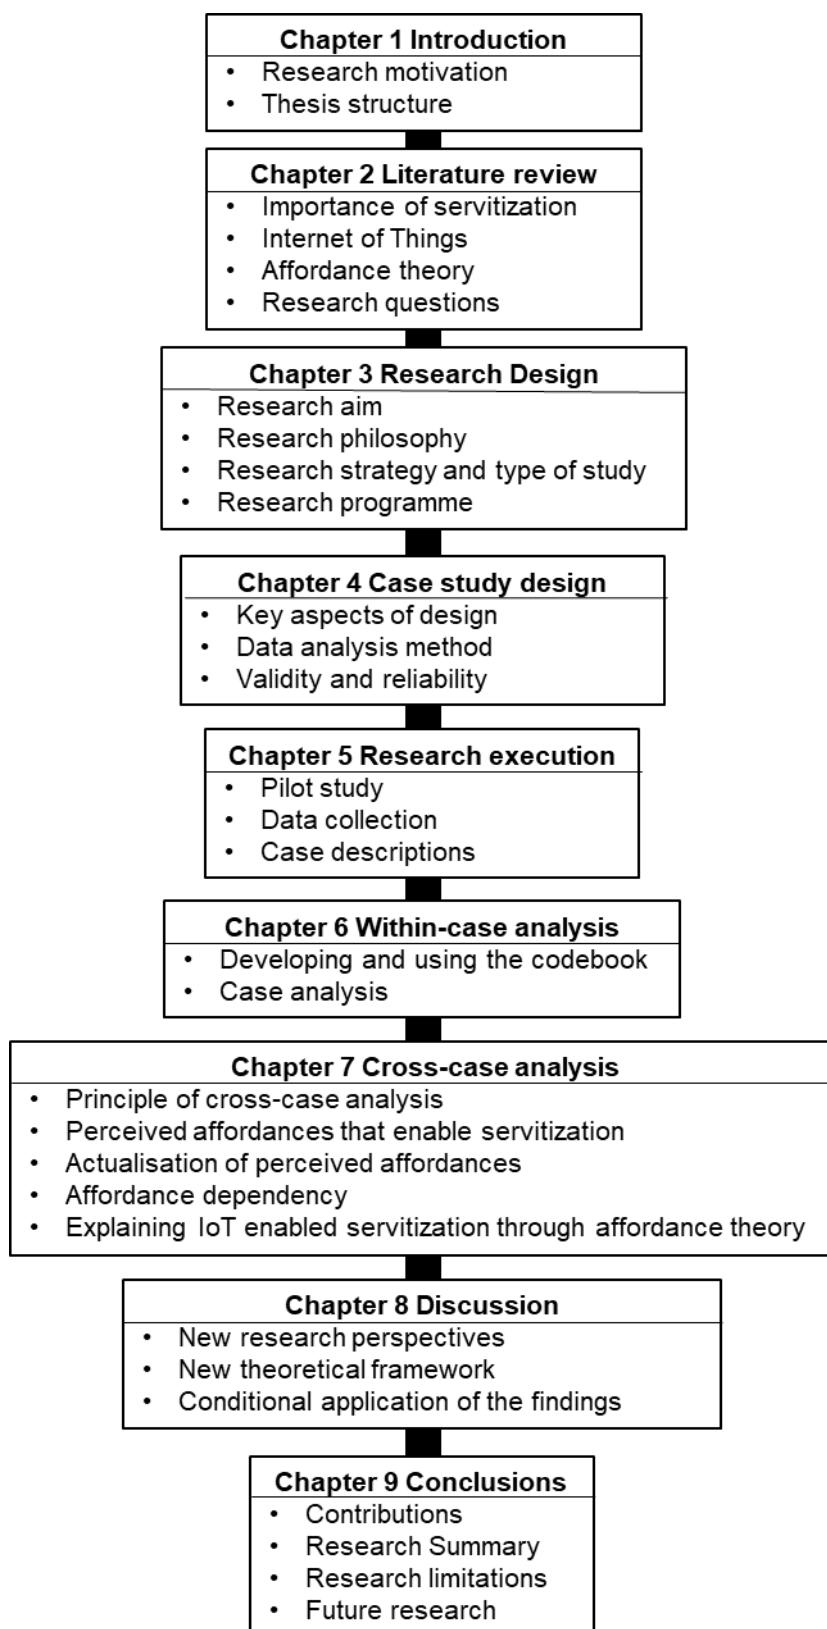 Chapter 1 Introduction
• Research motivation
• Thesis structure
Chapter 2 Literature review
• Importance of servitization
• Internet of Things
• Affordance theory
• Research questions
Chapter 3 Research Design
• Research aim
• Research philosophy
• Research strategy and type of study
• Research programme
Chapter 4 Case study design
• Key aspects of design
• Data analysis method
• Validity and reliability
Chapter 5 Research execution
• Pilot study
• Data collection
• Case descriptions
Chapter 6 Within-case analysis
• Developing and using the codebook
• Case analysis
Chapter 7 Cross-case analysis
• Principle of cross-case analysis
• Perceived affordances that enable servitization
• Actualisation of perceived affordances
• Affordance dependency
• Explaining IoT enabled servitization through affordance theory
Chapter 8 Discussion
• New research perspectives
• New theoretical framework
• Conditional application of the findings
Chapter 9 Conclusions
• Contributions
• Research Summary
• Research limitations
• Future research